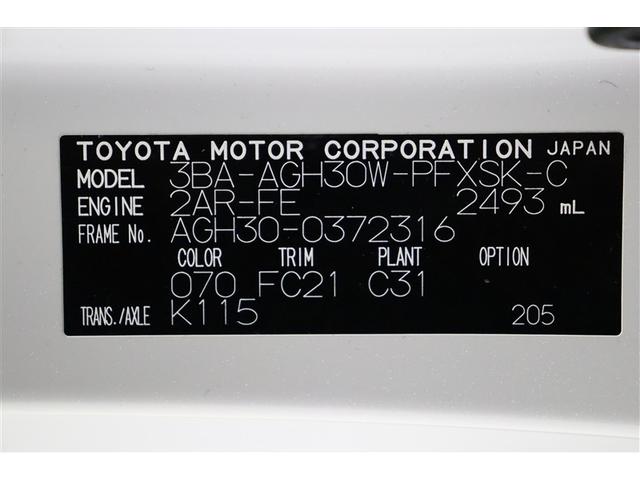 TOYOTA MOTOR CORPORATION JAPAN
MODEL 3BA-AGH30W-PFXSK-C
ENGINE 2AR-FE 2493 mL
FRAME No. AGH30-0372316
COLOR TRIM PLANT OPTION
070 FC21 C31
TRANS./AXLE K115 205